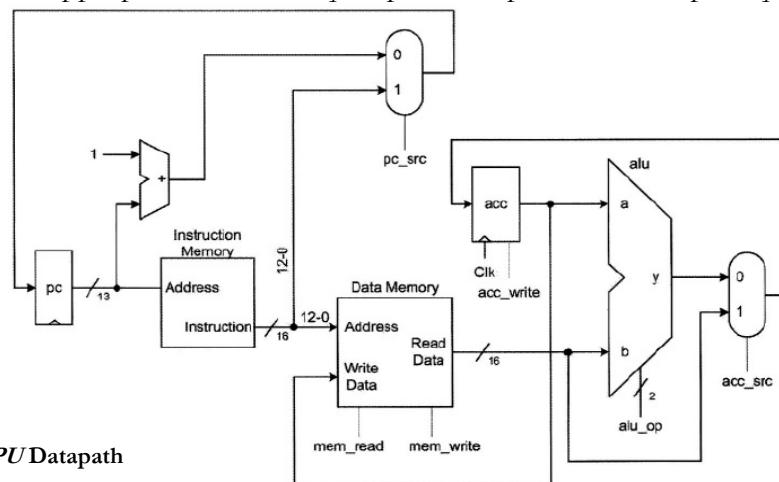 0
1
pc_src
1
+
alu
acc
a
Clk
acc_write
y
0
1
b
acc_src
2
alu_op
Instruction
Memory
pc
13
Address
Instruction
16
12-0
12-0
Data Memory
Address
Read
Data
Write
Data
16
mem_read
mem_write
PU Datapath